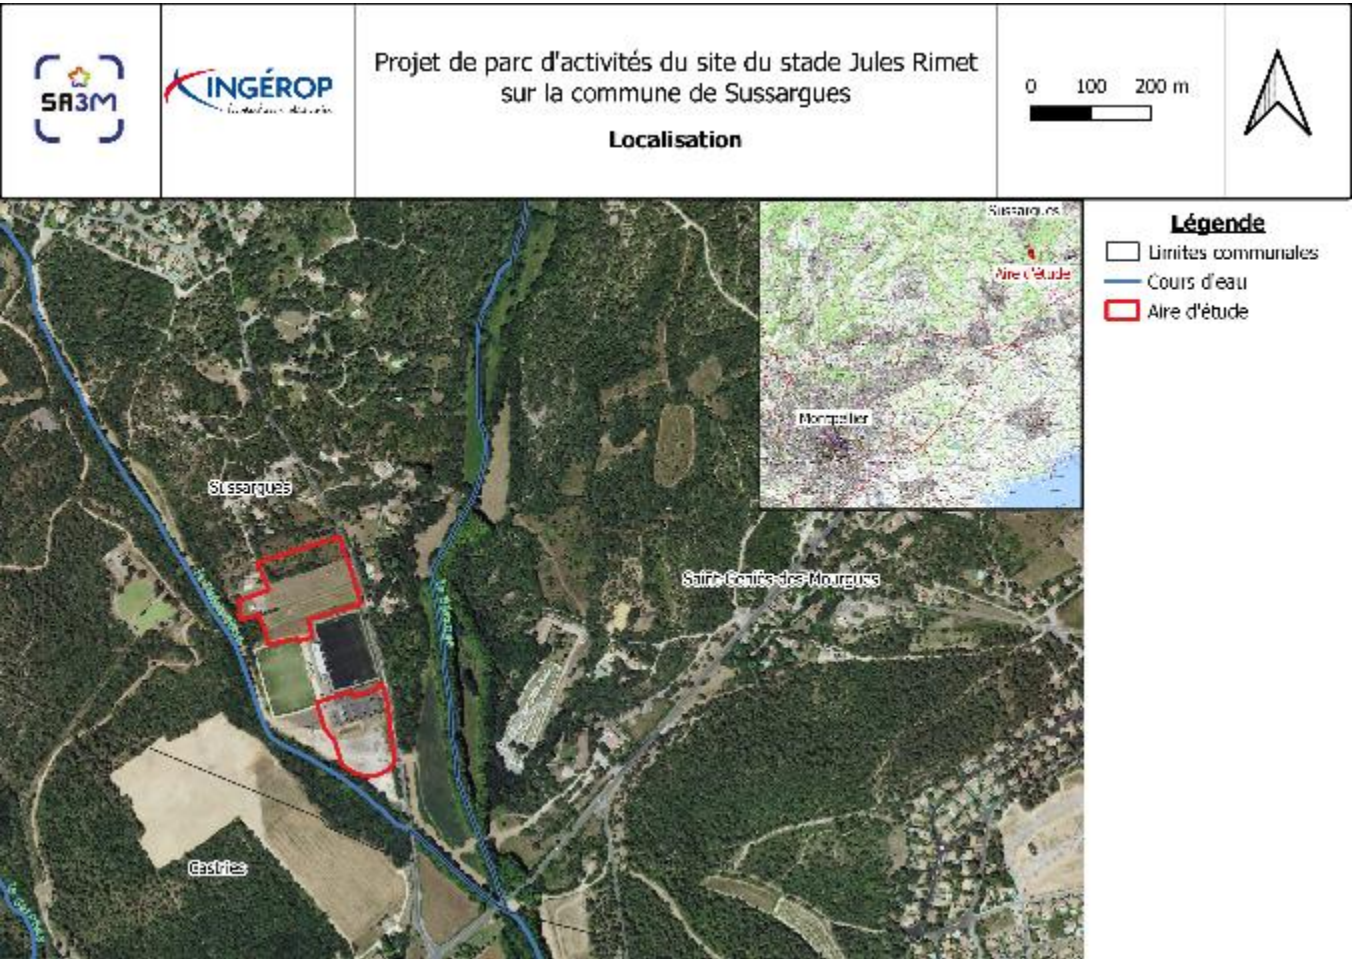 SA3M
INGÉROP
Projet de parc d'activités du site du stade Jules Rimet
sur la commune de Sussargues
Localisation
0 100 200 m
Légende
Limites communales
Cours d'eau
Aire d'étude
Sussargues
Aire d'étude
Montpellier
Sussargues
Saint-Geniès-des-Mourgues
Castries